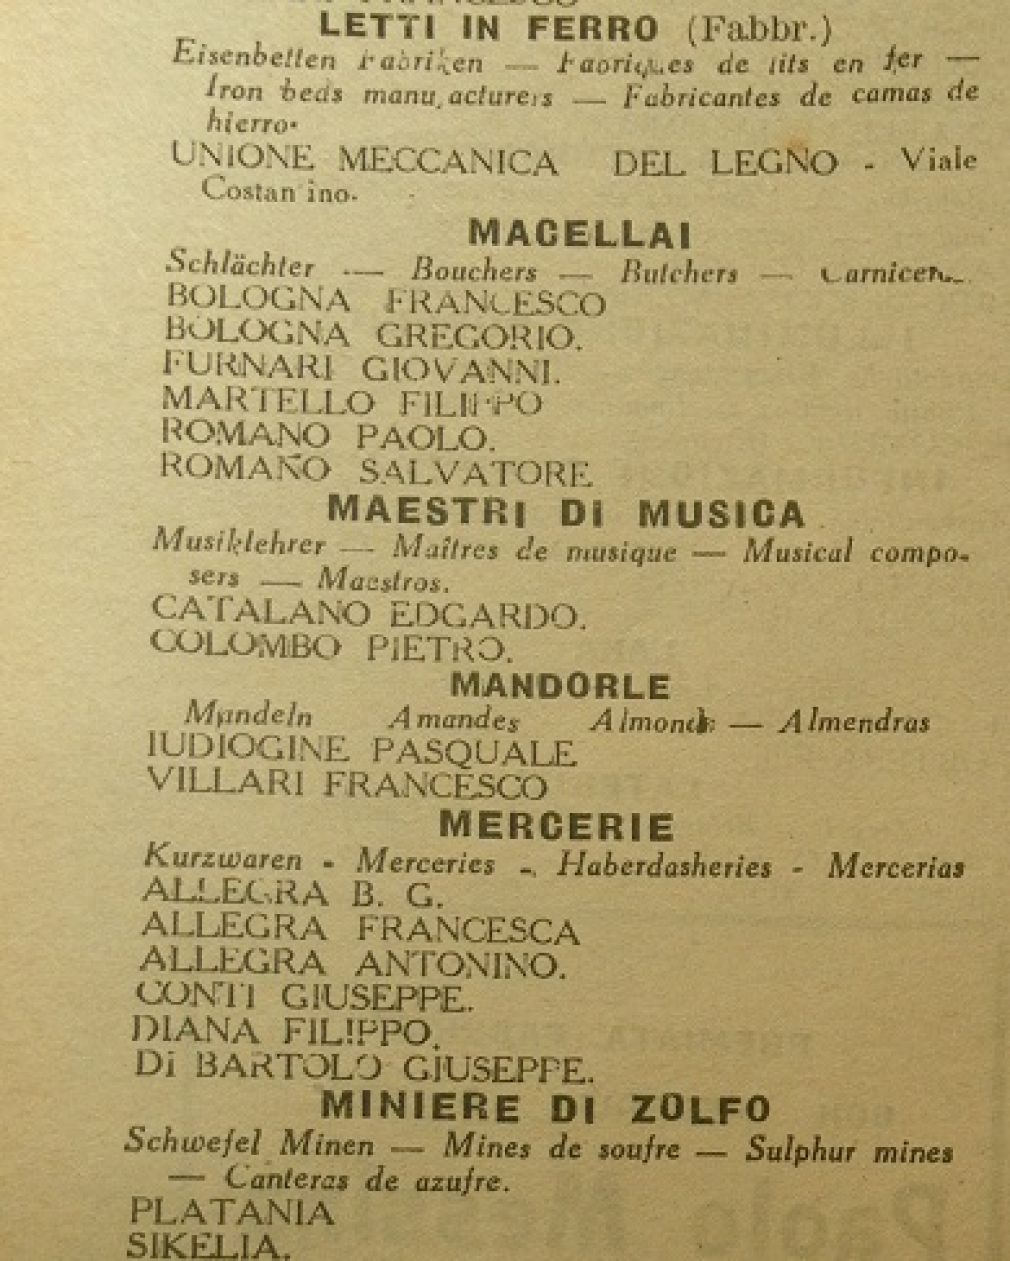 LETTI IN FERRO (Fabbr.)
Eisenbetten Fabriken — Fabriques de lits en fer —
Iron beds manufacturers — Fabricantes de camas de
hierro.
UNIONE MECCANICA DEL LEGNO - Viale
Costantino.
MACELLAI
Schlächter — Bouchers — Butchers —
BOLOGNA FRANCESCO
BOLOGNA GREGORIO.
FURNARI GIOVANNI.
MARTELLO FILIPPO
ROMANO PAOLO.
ROMANO SALVATORE
MAESTRI DI MUSICA
Musiklehrer — Maîtres de musique — Musical compo-
sers — Maestros.
CATALANO EDGARDO.
COLOMBO PIETRO.
MANDORLE
Mandeln Amandes Almonds — Almendras
IUDIOGINE PASQUALE
VILLARI FRANCESCO
MERCERIE
Kurzwaren - Merceries - Haberdasheries - Mercerias
ALLEGRA B. G.
ALLEGRA FRANCESCA
ALLEGRA ANTONINO.
CONTI GIUSEPPE.
DIANA FILIPPO.
Di BARTOLO GIUSEPPE.
MINIERE DI ZOLFO
Schwefel Minen — Mines de soufre — Sulphur mines
— Canteras de azufre.
PLATANIA
SIKELIA.